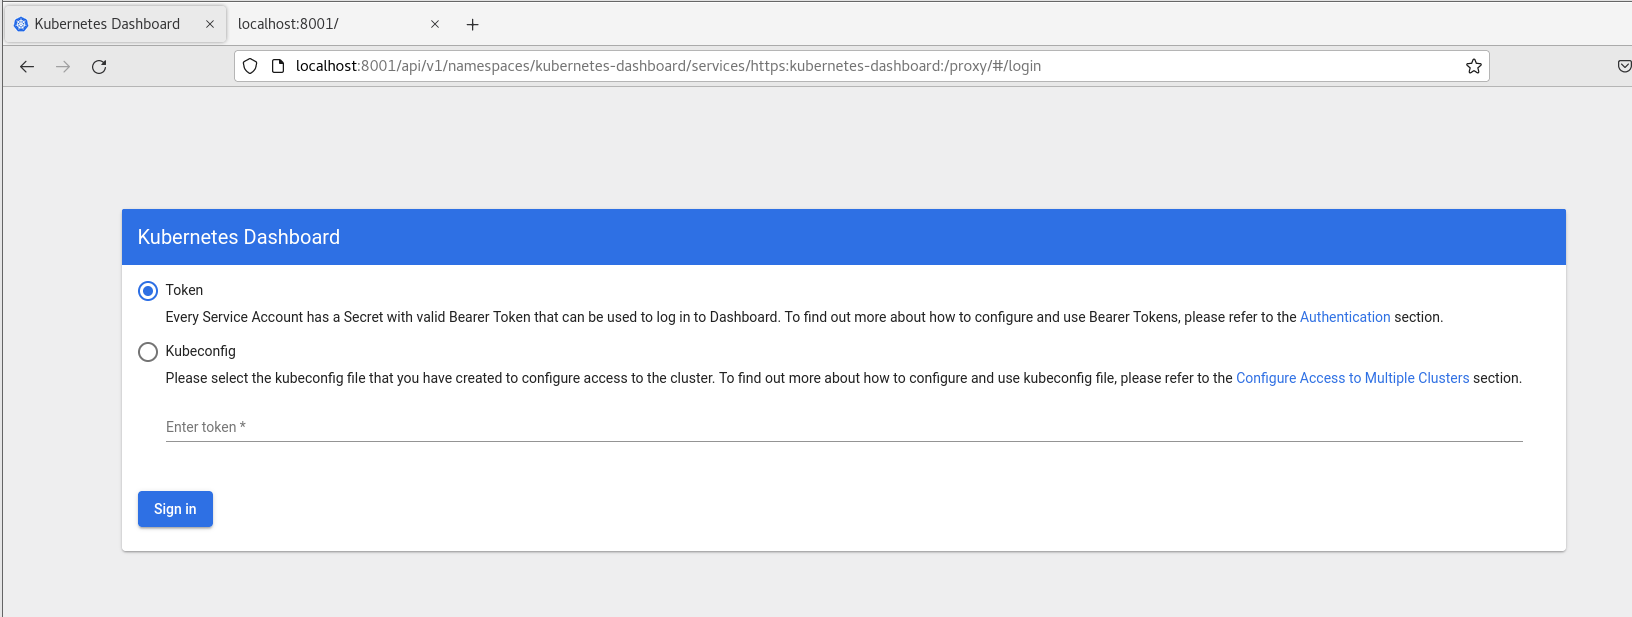 Kubernetes Dashboard
localhost:8001/
localhost:8001/api/v1/namespaces/kubernetes-dashboard/services/https:kubernetes-dashboard:/proxy/#/login
Kubernetes Dashboard
Token
Every Service Account has a Secret with valid Bearer Token that can be used to log in to Dashboard. To find out more about how to configure and use Bearer Tokens, please refer to the Authentication section.
Kubeconfig
Please select the kubeconfig file that you have created to configure access to the cluster. To find out more about how to configure and use kubeconfig file, please refer to the Configure Access to Multiple Clusters section.
Enter token *
Sign in